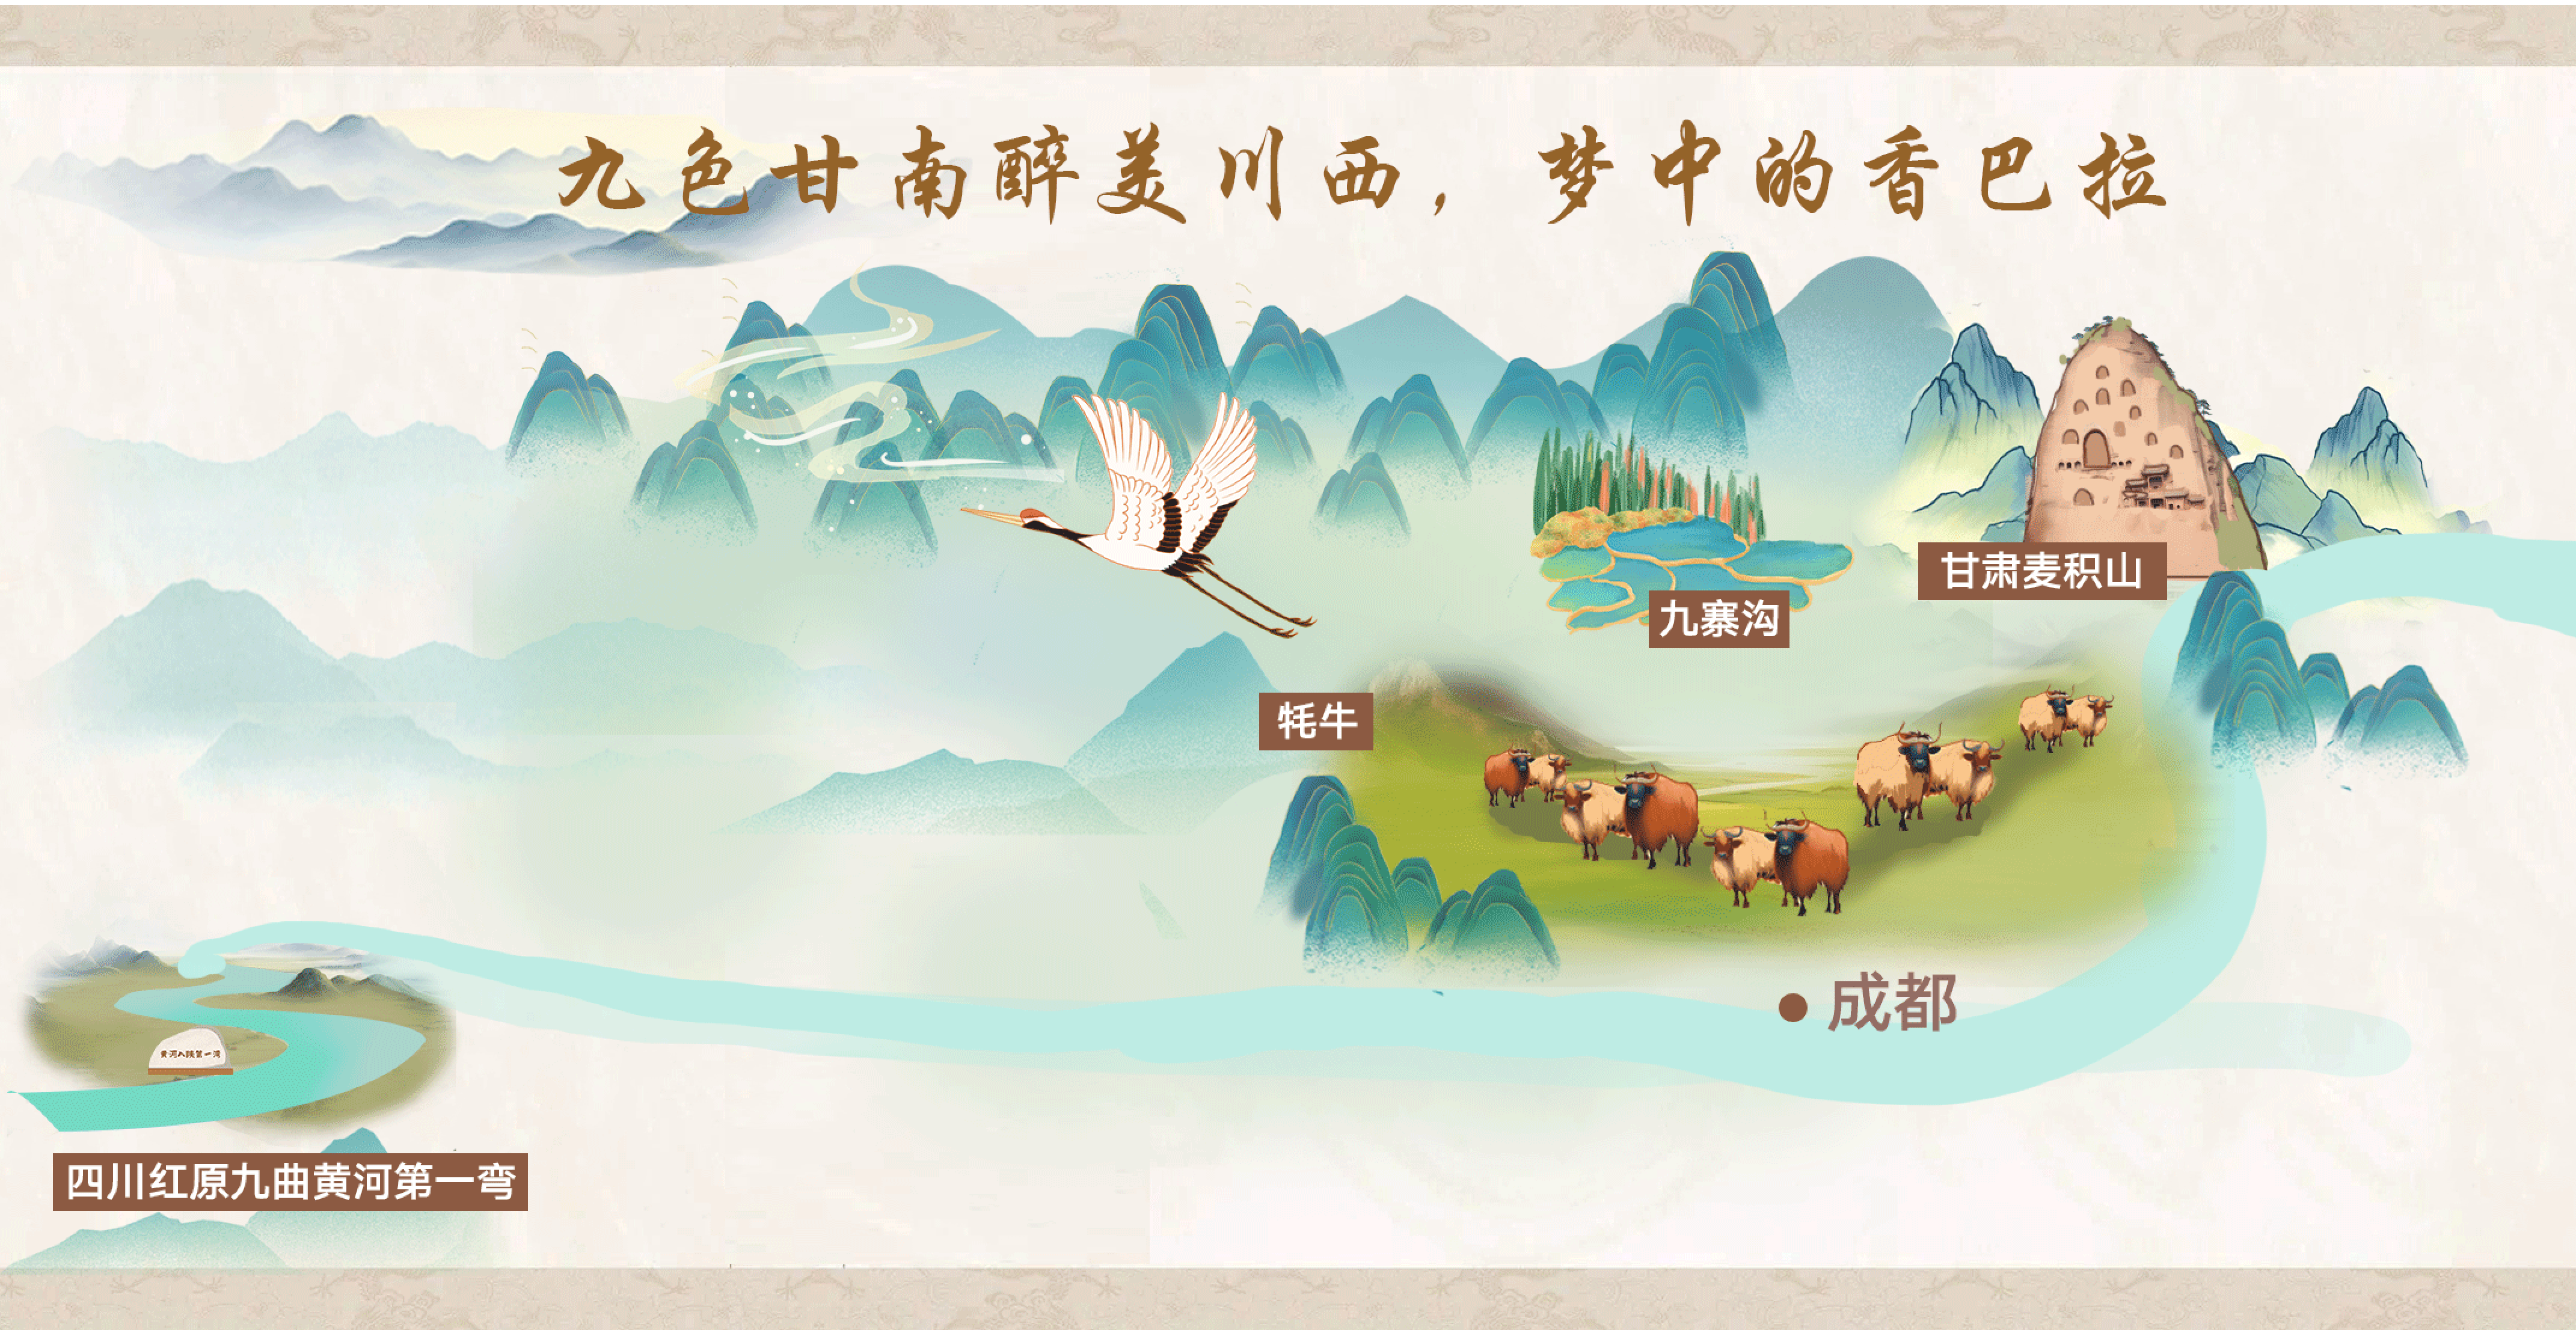 九色甘南醉美川西，梦中的香巴拉
甘肃麦积山
九寨沟
牦牛
成都
黄河入陕第一湾
四川红原九曲黄河第一弯